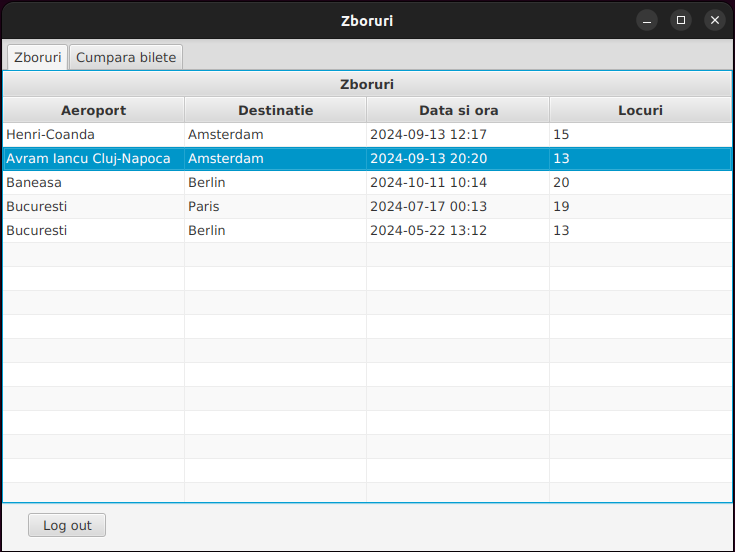 Zboruri
Zboruri Cumpara bilete
Zboruri
Aeroport Destinatie Data si ora Locuri
Henri-Coanda Amsterdam 2024-09-13 12:17 15
Avram Iancu Cluj-Napoca Amsterdam 2024-09-13 20:20 13
Baneasa Berlin 2024-10-11 10:14 20
Bucuresti Paris 2024-07-17 00:13 19
Bucuresti Berlin 2024-05-22 13:12 13
Log out